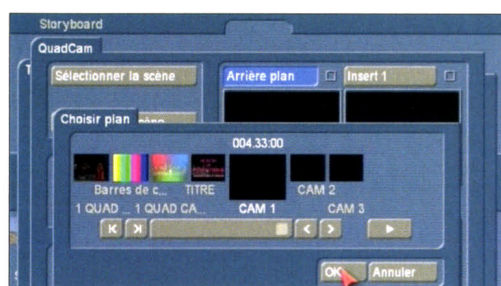 Storyboard
QuadCam
Sélectionner la scène
Arrière plan
Insert 1
Choisir plan
004.33:00
Barres de c...
TITRE
CAM 2
1 QUAD ...
1 QUAD CA...
CAM 1
CAM 3
OK
Annuler